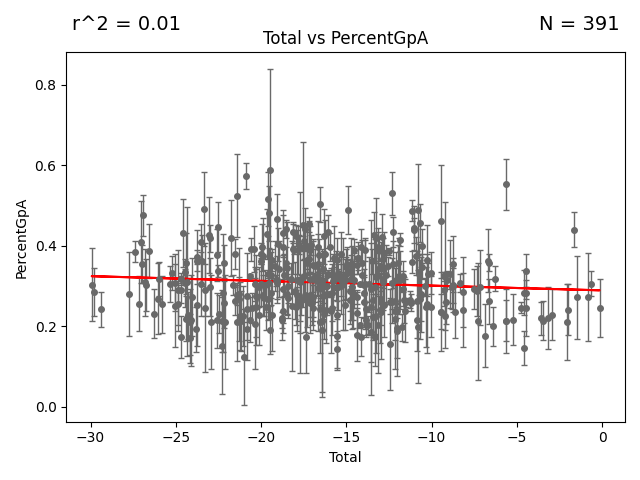 r^2 = 0.01
N = 391
Total vs PercentGpA
PercentGpA
0.8
0.6
0.4
0.2
0.0
−30
−25
−20
−15
−10
−5
0
Total